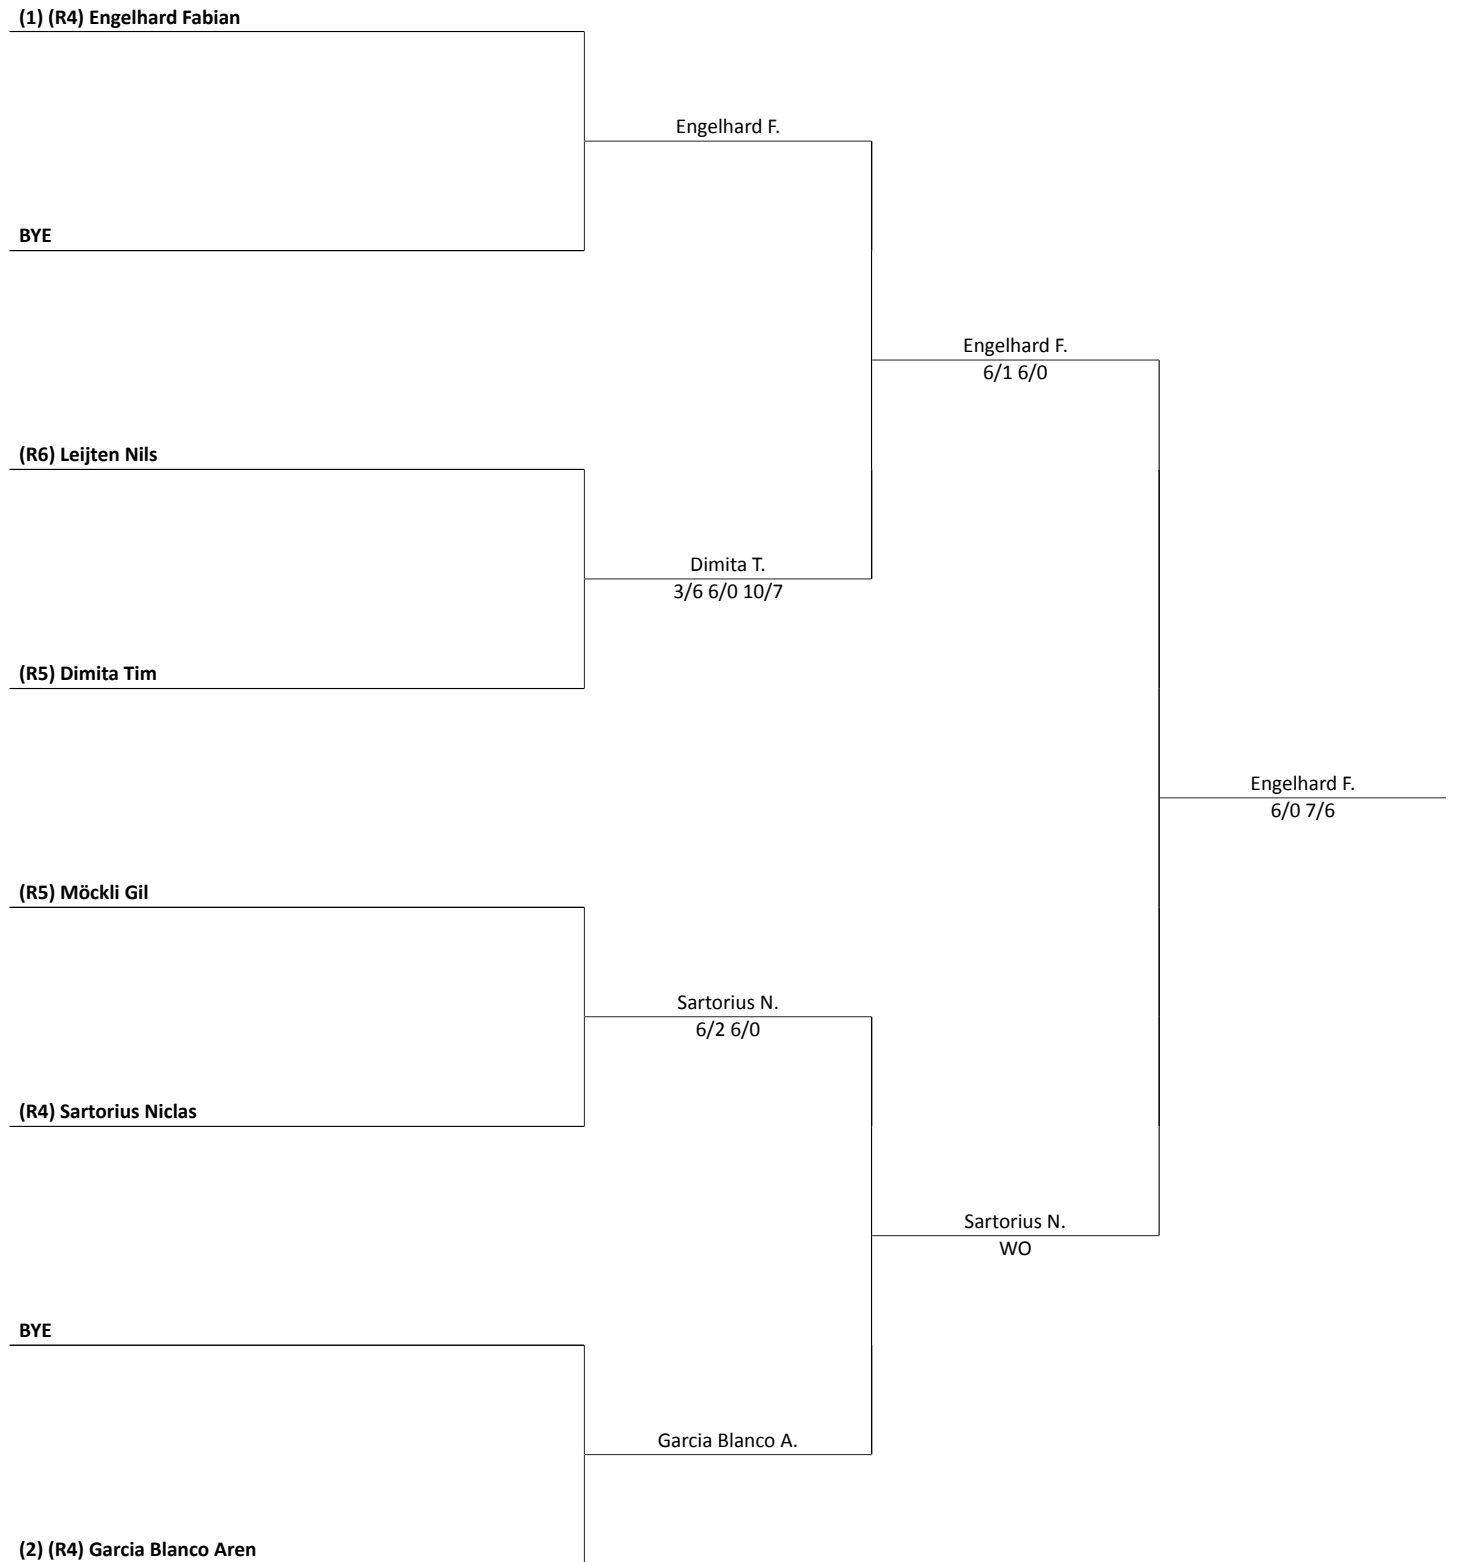 (1) (R4) Engelhard Fabian
Engelhard F.
BYE
Engelhard F.
6/1 6/0
(R6) Leijten Nils
Dimita T.
3/6 6/0 10/7
(R5) Dimita Tim
Engelhard F.
6/0 7/6
(R5) Möckli Gil
Sartorius N.
6/2 6/0
(R4) Sartorius Niclas
Sartorius N.
WO
BYE
Garcia Blanco A.
(2) (R4) Garcia Blanco Aren